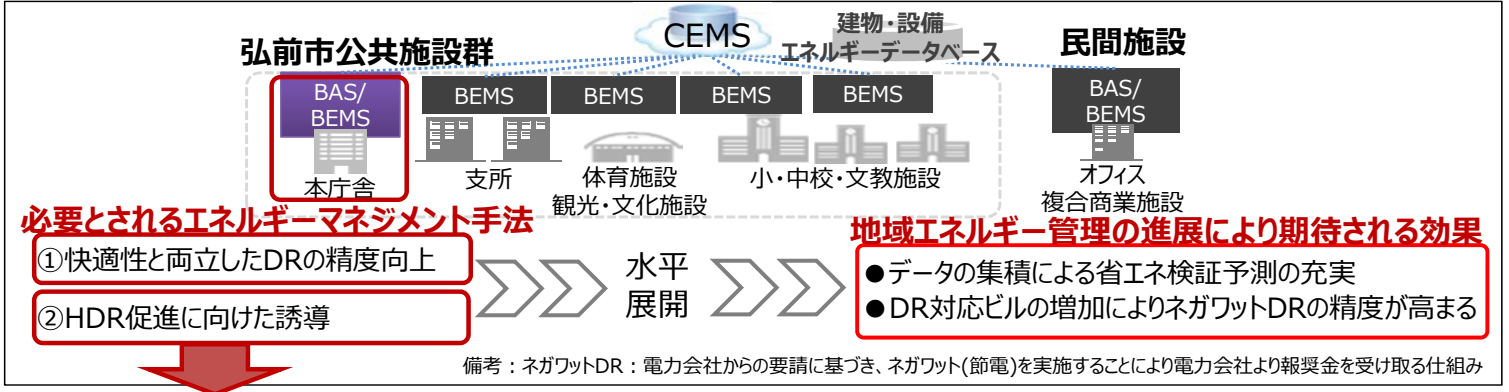 CEMS
建物・設備
エネルギーデータベース
弘前市公共施設群
民間施設
BAS/
BEMS
BEMS
BEMS
BEMS
BEMS
BAS/
BEMS
本庁舎
支所
体育施設
観光・文化施設
小・中校・文教施設
オフィス
複合商業施設
必要とされるエネルギーマネジメント手法
①快適性と両立したDRの精度向上
②HDR促進に向けた誘導
水平
展開
地域エネルギー管理の進展により期待される効果
●データの集積による省エネ検証予測の充実
●DR対応ビルの増加によりネガワットDRの精度が高まる
備考：ネガワットDR：電力会社からの要請に基づき、ネガワット(節電)を実施することにより電力会社より報奨金を受け取る仕組み